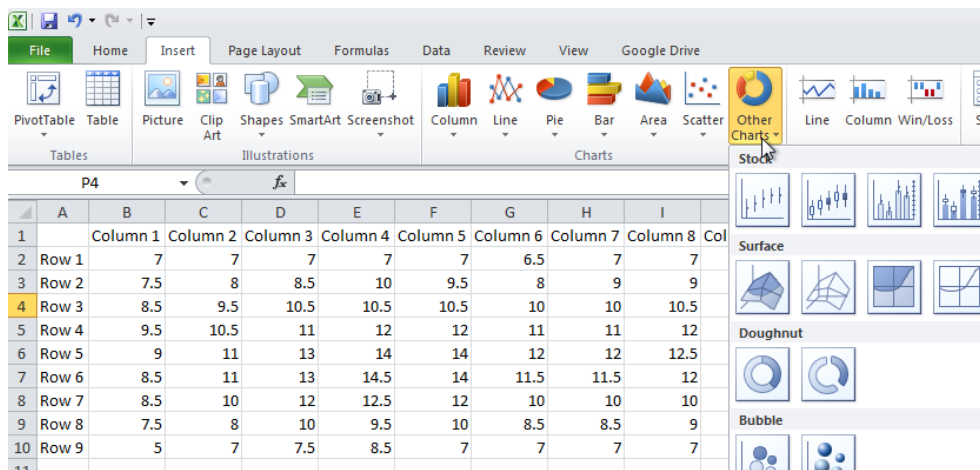 File Home Insert Page Layout Formulas Data Review View Google Drive
PivotTable Table Picture Clip Art Shapes SmartArt Screenshot Column Line Pie Bar Area Scatter Other Charts Line Column Win/Loss
Tables Illustrations Charts
Stock
P4 fx
A B C D E F G H I
1 Column 1 Column 2 Column 3 Column 4 Column 5 Column 6 Column 7 Column 8 Col
Surface
2 Row 1 7 7 7 7 7 6.5 7 7
3 Row 2 7.5 8 8.5 10 9.5 8 9 9
4 Row 3 8.5 9.5 10.5 10.5 10.5 10 10 10.5
5 Row 4 9.5 10.5 11 12 12 11 11 12
Doughnut
6 Row 5 9 11 13 14 14 12 12 12.5
7 Row 6 8.5 11 13 14.5 14 11.5 11.5 12
8 Row 7 8.5 10 12 12.5 12 10 10 10
9 Row 8 7.5 8 10 9.5 10 8.5 8.5 9
Bubble
10 Row 9 5 7 7.5 8.5 7 7 7 7